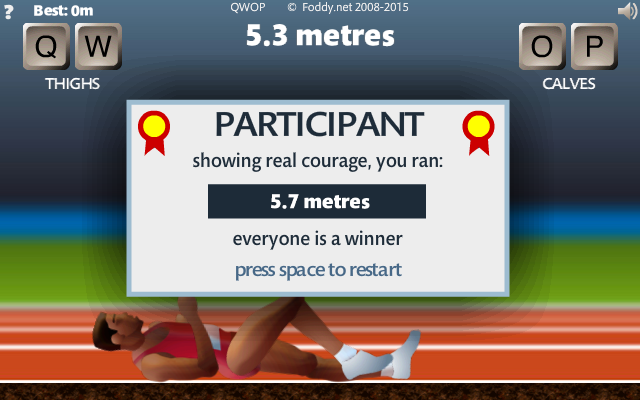 ? Best: 0m QWOP © Foddy.net 2008-2015
5.3 metres
Q W O P
THIGHS CALVES
PARTICIPANT
showing real courage, you ran:
5.7 metres
everyone is a winner
press space to restart